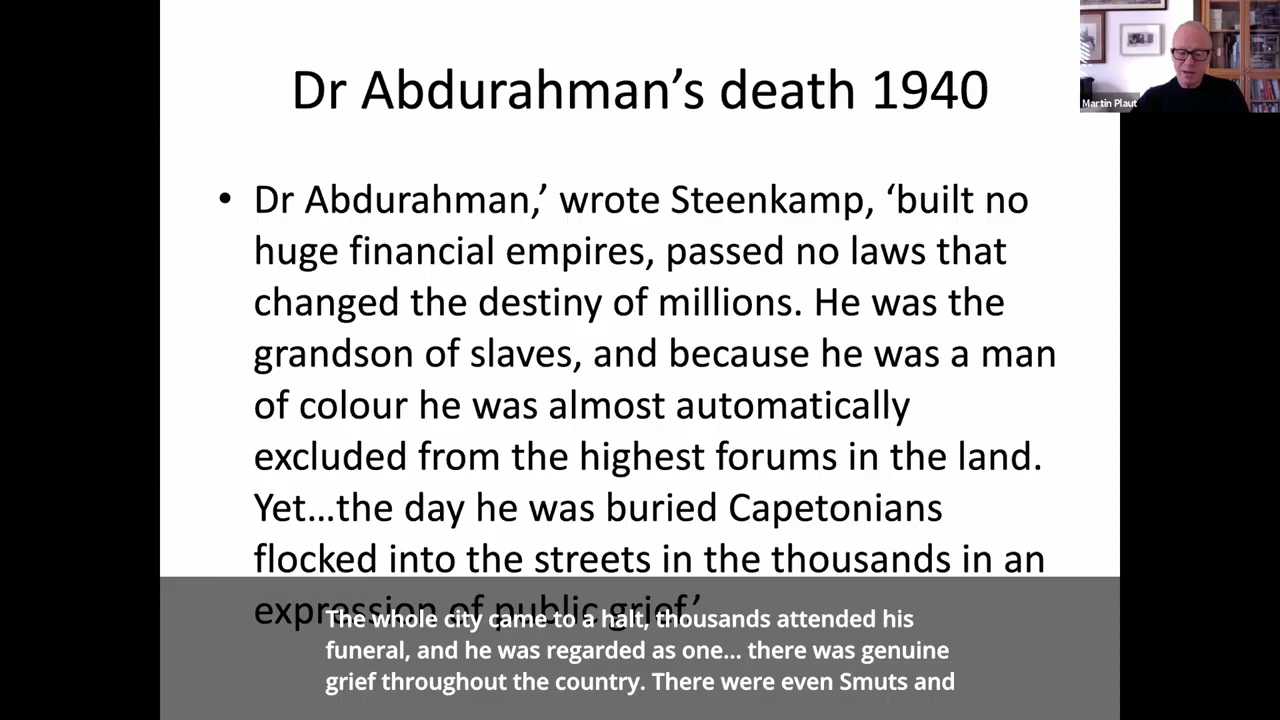 Dr Abdurahman’s death 1940
Martin Plaut
• Dr Abdurahman,’ wrote Steenkamp, ‘built no
huge financial empires, passed no laws that
changed the destiny of millions. He was the
grandson of slaves, and because he was a man
of colour he was almost automatically
excluded from the highest forums in the land.
Yet…the day he was buried Capetonians
flocked into the streets in the thousands in an
expression of public grief.’
The whole city came to a halt, thousands attended his
funeral, and he was regarded as one... there was genuine
grief throughout the country. There were even Smuts and